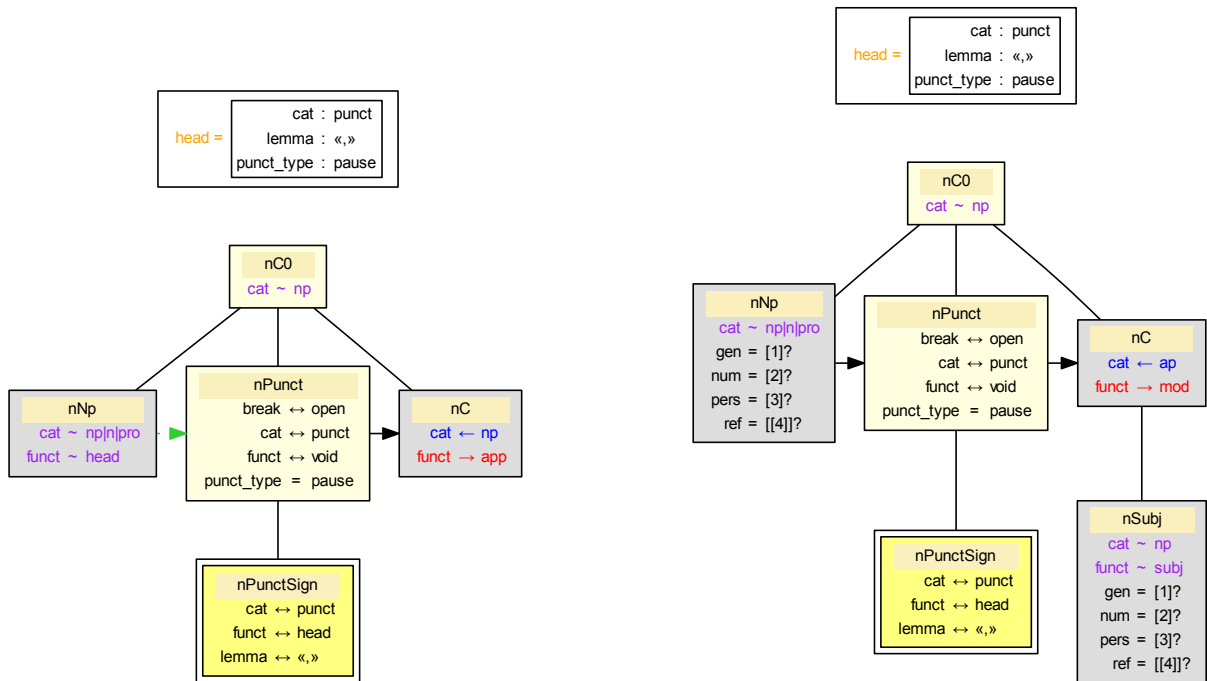 head =
cat : punct
lemma : «,»
punct_type : pause
nC0
cat ~ np
nNp
cat ~ np|n|pro
funct ~ head
nPunct
break ↔ open
cat ↔ punct
funct ↔ void
punct_type = pause
nC
cat ← np
funct → app
nPunctSign
cat ↔ punct
funct ↔ head
lemma ↔ «,»
head =
cat : punct
lemma : «,»
punct_type : pause
nC0
cat ~ np
nNp
cat ~ np|n|pro
gen = [1]?
num = [2]?
pers = [3]?
ref = [[4]]?
nPunct
break ↔ open
cat ↔ punct
funct ↔ void
punct_type = pause
nC
cat ← ap
funct → mod
nPunctSign
cat ↔ punct
funct ↔ head
lemma ↔ «,»
nSubj
cat ~ np
funct ~ subj
gen = [1]?
num = [2]?
pers = [3]?
ref = [[4]]?